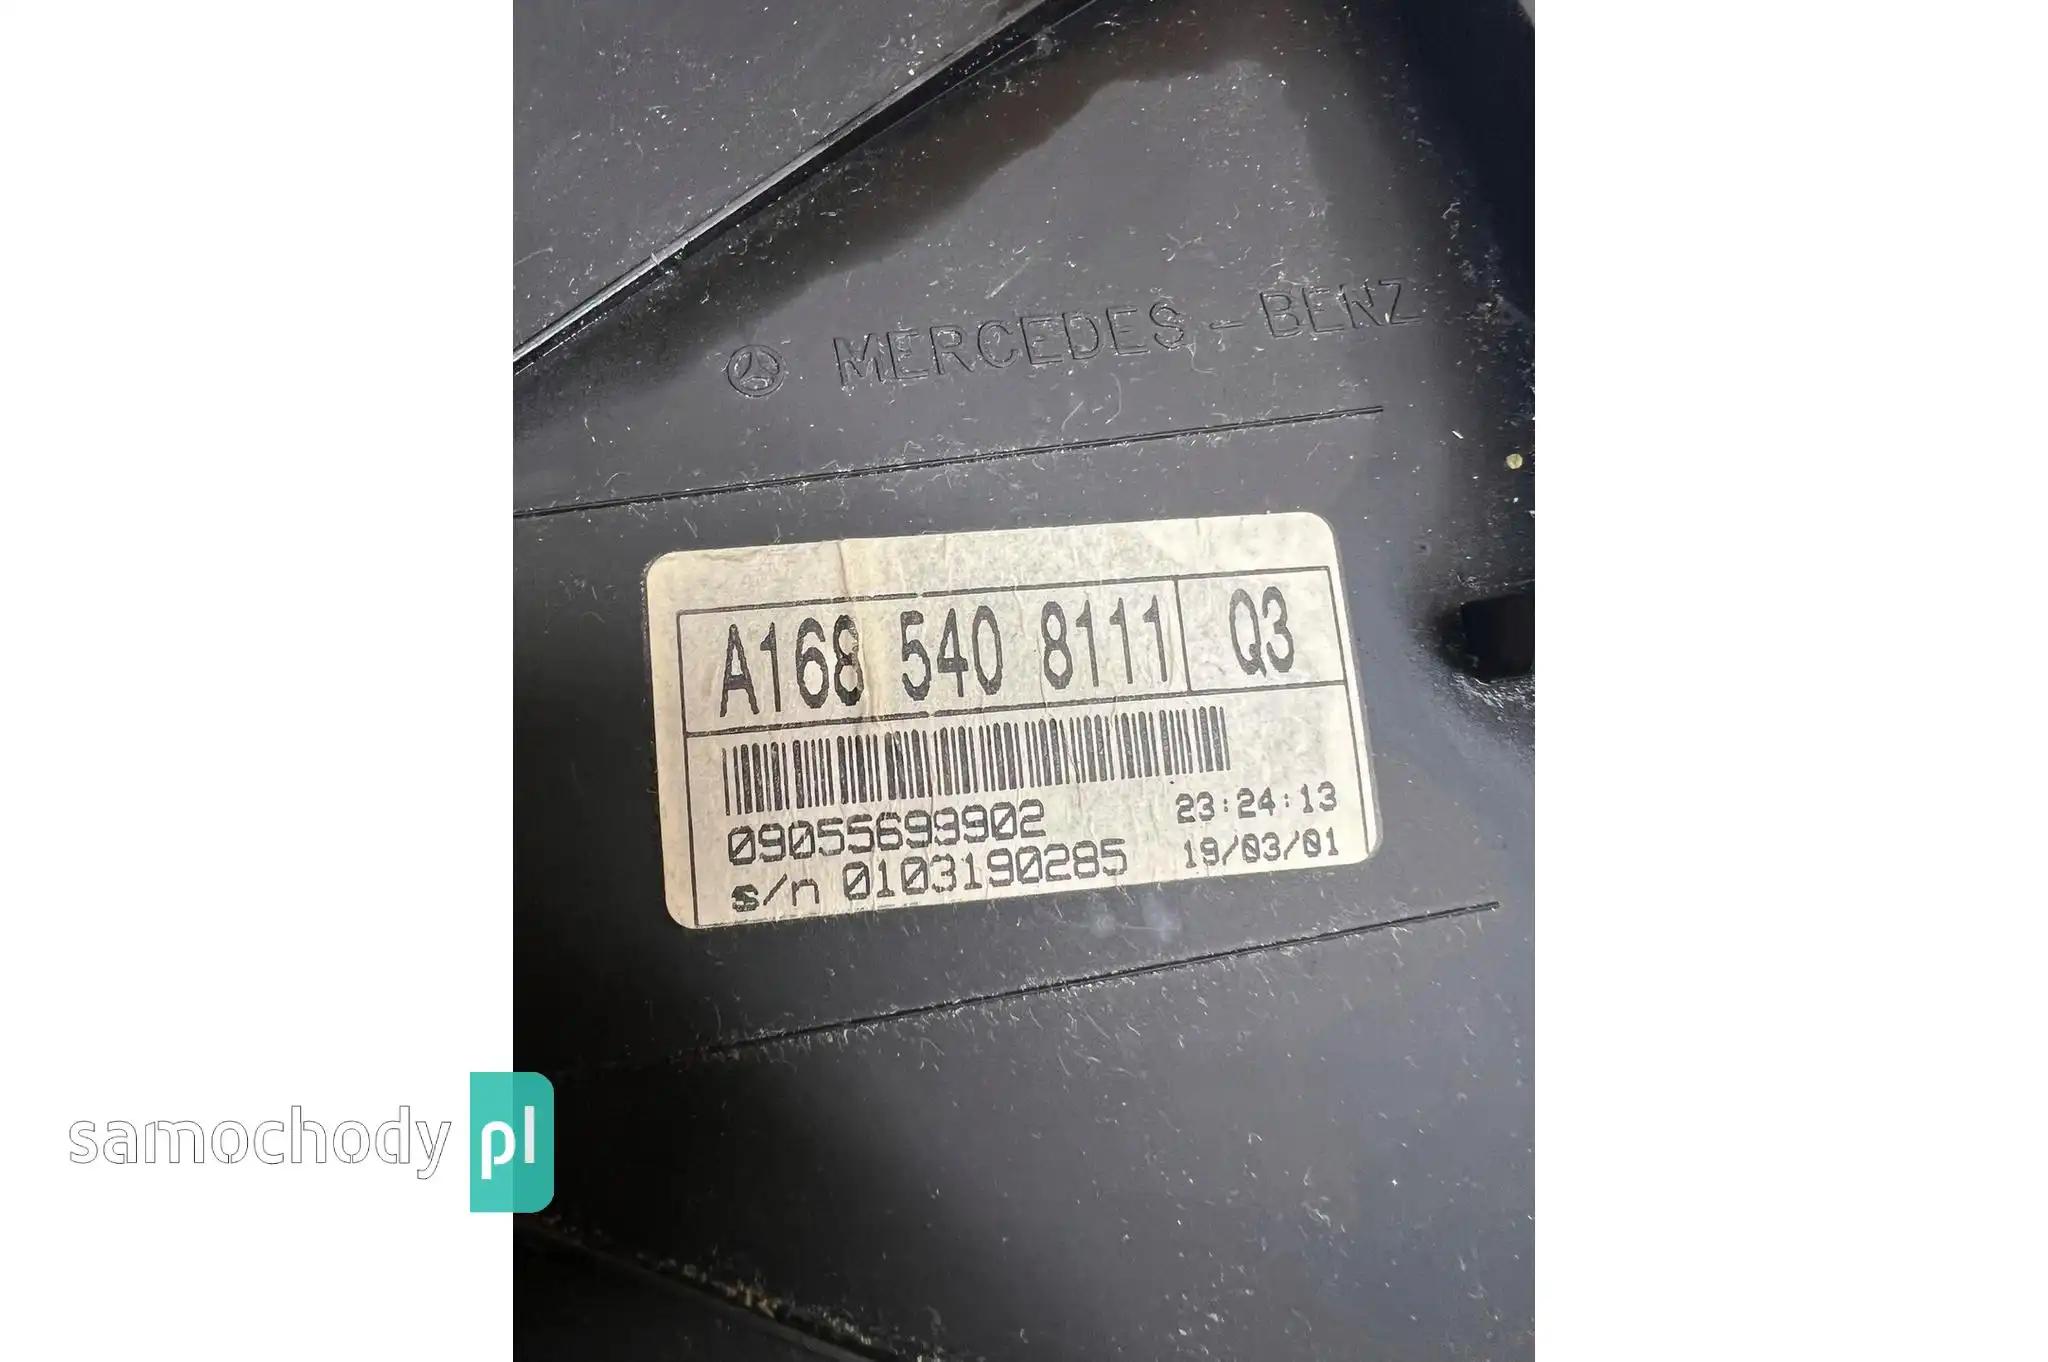 MERCEDES-BENZ
A168 540 8111 Q3
09055699902 23:24:13
s/n 0103190285 19/03/01
samochody pl